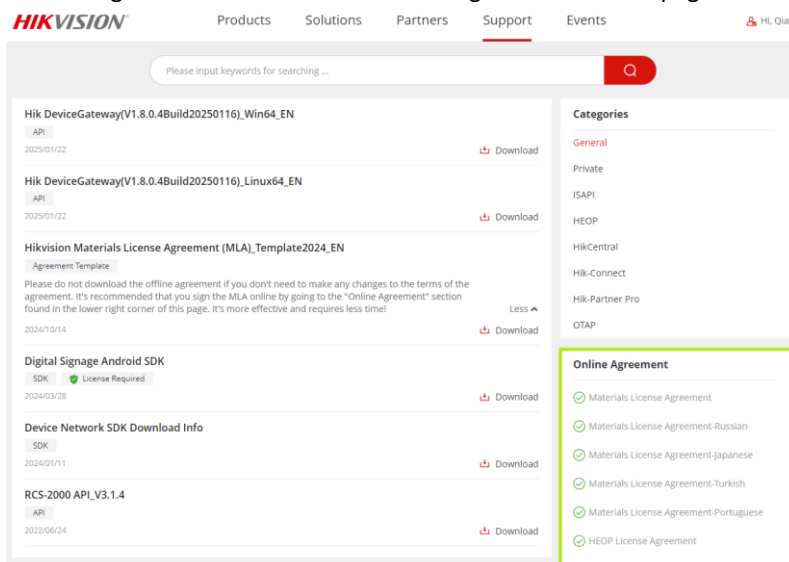 HIKVISION
Products Solutions Partners Support Events
Hi, Qia
Please input keywords for searching ...
Hik DeviceGateway(V1.8.0.4Build20250116)_Win64_EN
API
2025/01/22
Download
Hik DeviceGateway(V1.8.0.4Build20250116)_Linux64_EN
API
2025/01/22
Download
Hikvision Materials License Agreement (MLA)_Template2024_EN
Agreement Template
Please do not download the offline agreement if you don't need to make any changes to the terms of the
agreement. It's recommended that you sign the MLA online by going to the "Online Agreement" section
found in the lower right corner of this page. It's more effective and requires less time!
Less
2024/10/14
Download
Digital Signage Android SDK
SDK License Required
2024/03/28
Download
Device Network SDK Download Info
SDK
2024/01/11
Download
RCS-2000 API_V3.1.4
API
2022/06/24
Download
Categories
General
Private
ISAPI
HEOP
HikCentral
Hik-Connect
Hik-Partner Pro
OTAP
Online Agreement
Materials License Agreement
Materials License Agreement-Russian
Materials License Agreement-Japanese
Materials License Agreement-Turkish
Materials License Agreement-Portuguese
HEOP License Agreement